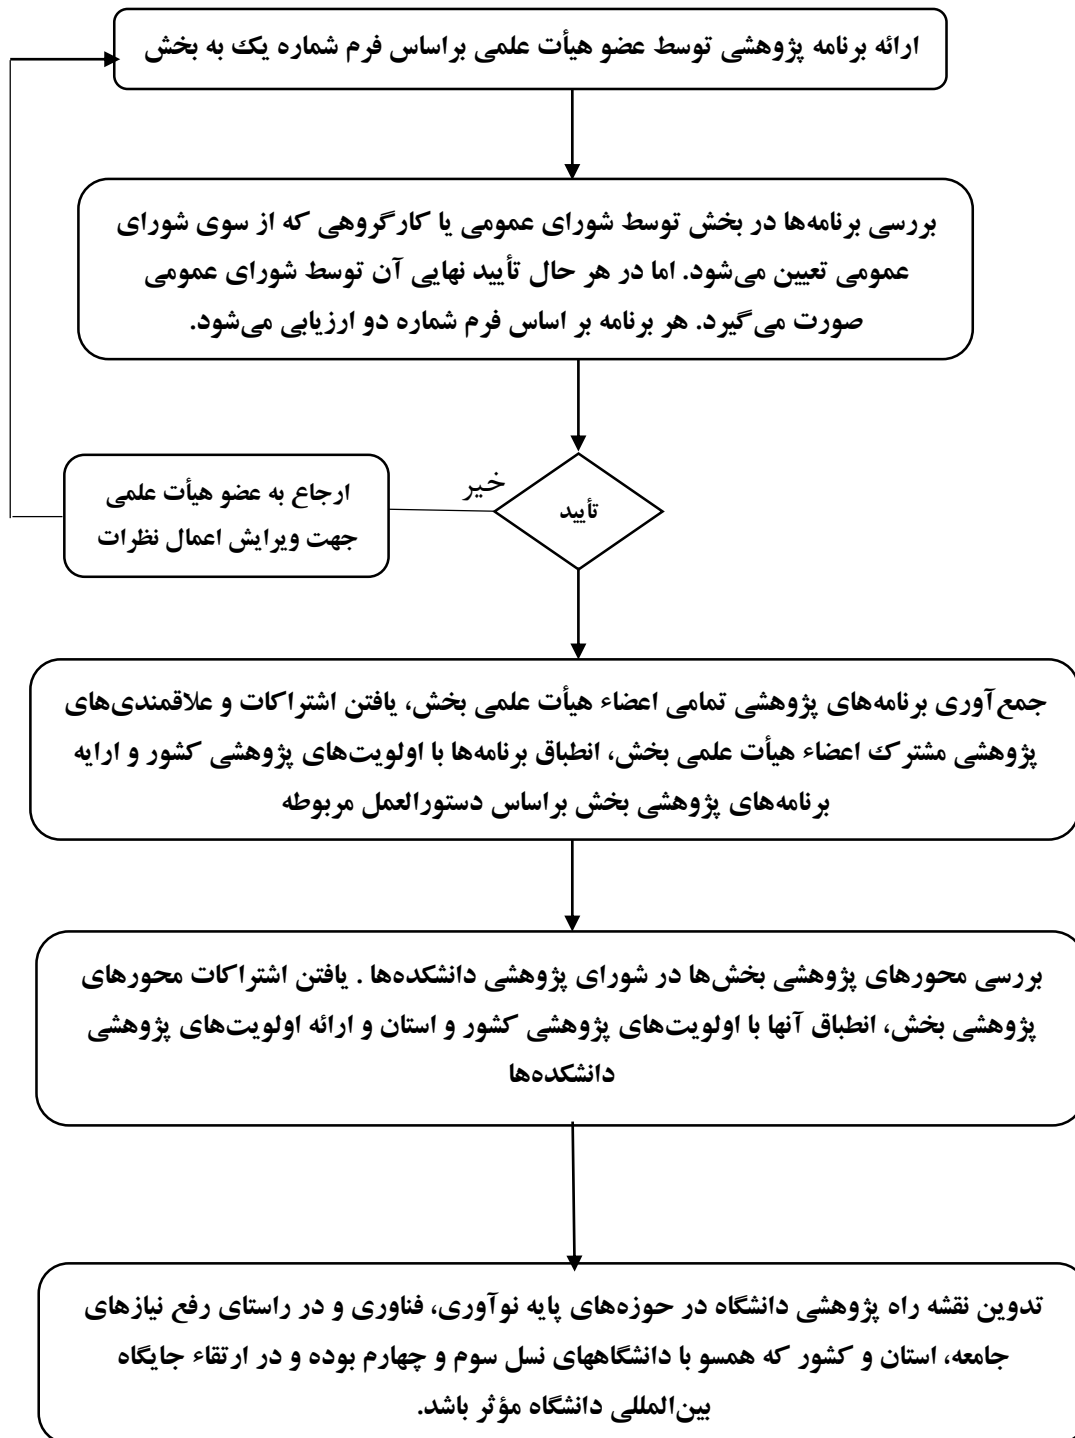 ارائه برنامه پژوهشی توسط عضو هیأت علمی براساس فرم شماره یک به بخش
بررسی برنامه‌ها در بخش توسط شورای عمومی یا کارگروهی که از سوی شورای
عمومی تعیین می‌شود. اما در هر حال تأیید نهایی آن توسط شورای عمومی
صورت می‌گیرد. هر برنامه بر اساس فرم شماره دو ارزیابی می‌شود.
تأیید
خیر
ارجاع به عضو هیأت علمی
جهت ویرایش اعمال نظرات
جمع‌آوری برنامه‌های پژوهشی تمامی اعضاء هیأت علمی بخش، یافتن اشتراکات و علاقمندی‌های
پژوهشی مشترک اعضاء هیأت علمی بخش، انطباق برنامه‌ها با اولویت‌های پژوهشی کشور و ارایه
برنامه‌های پژوهشی بخش براساس دستورالعمل مربوطه
بررسی محورهای پژوهشی بخش‌ها در شورای پژوهشی دانشکده‌ها . یافتن اشتراکات محورهای
پژوهشی بخش، انطباق آنها با اولویت‌های پژوهشی کشور و استان و ارائه اولویت‌های پژوهشی
دانشکده‌ها
تدوین نقشه راه پژوهشی دانشگاه در حوزه‌های پایه نوآوری، فناوری و در راستای رفع نیازهای
جامعه، استان و کشور که همسو با دانشگاههای نسل سوم و چهارم بوده و در ارتقاء جایگاه
بین‌المللی دانشگاه مؤثر باشد.